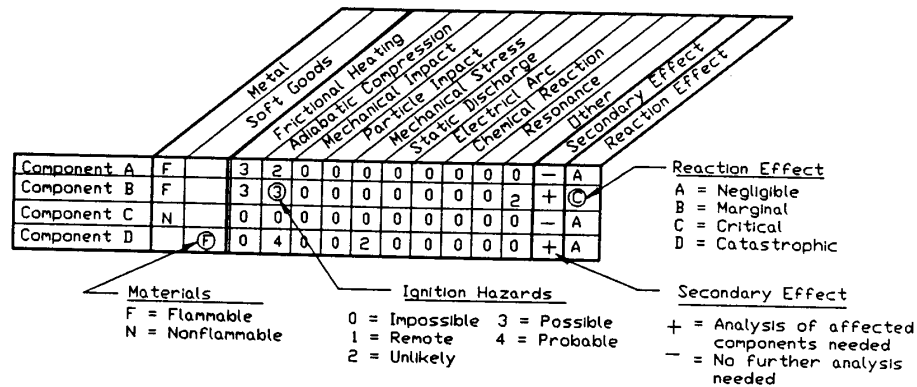 Metal
Soft Goods
Frictional Heating
Adiabatic Compression
Mechanical Impact
Particle Impact
Mechanical Stress
Static Discharge
Electricl Arc
Chemical Reaction
Resonance
Other
Secondary Effect
Reaction Effect
Component A F 3 2 0 0 0 0 0 0 0 0 - A
Component B F 3 3 0 0 0 0 0 0 0 2 + C
Component C N 0 0 0 0 0 0 0 0 0 0 - A
Component D F 0 4 0 0 2 0 0 0 0 0 + A
Reaction Effect
A = Negligible
B = Marginal
C = Critical
D = Catastrophic
Materials
F = Flammable
N = Nonflammable
Ignition Hazards
0 = Impossible 3 = Possible
1 = Remote 4 = Probable
2 = Unlikely
Secondary Effect
+ = Analysis of affected
components needed
- = No further analysis
needed